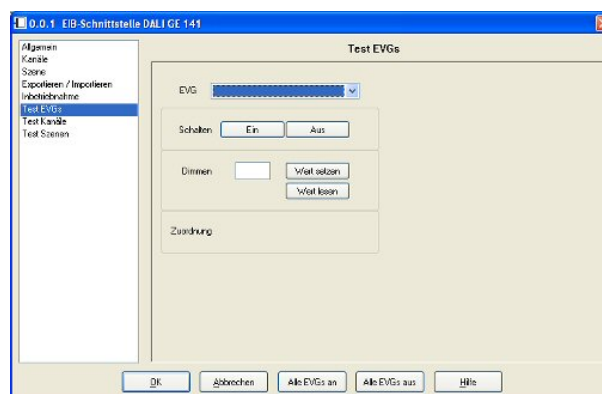 0.0.1 EIB-Schnittstelle DALI GE 141
Allgemein
Kanäle
Szene
Exportieren / Importieren
Inbetriebnahme
Test EVGs
Test Kanäle
Test Szenen
Test EVGs
EVG
Schalten Ein Aus
Dimmen Wert setzen
Wert lesen
Zuordnung
OK Abbrechen Alle EVGs an Alle EVGs aus Hilfe